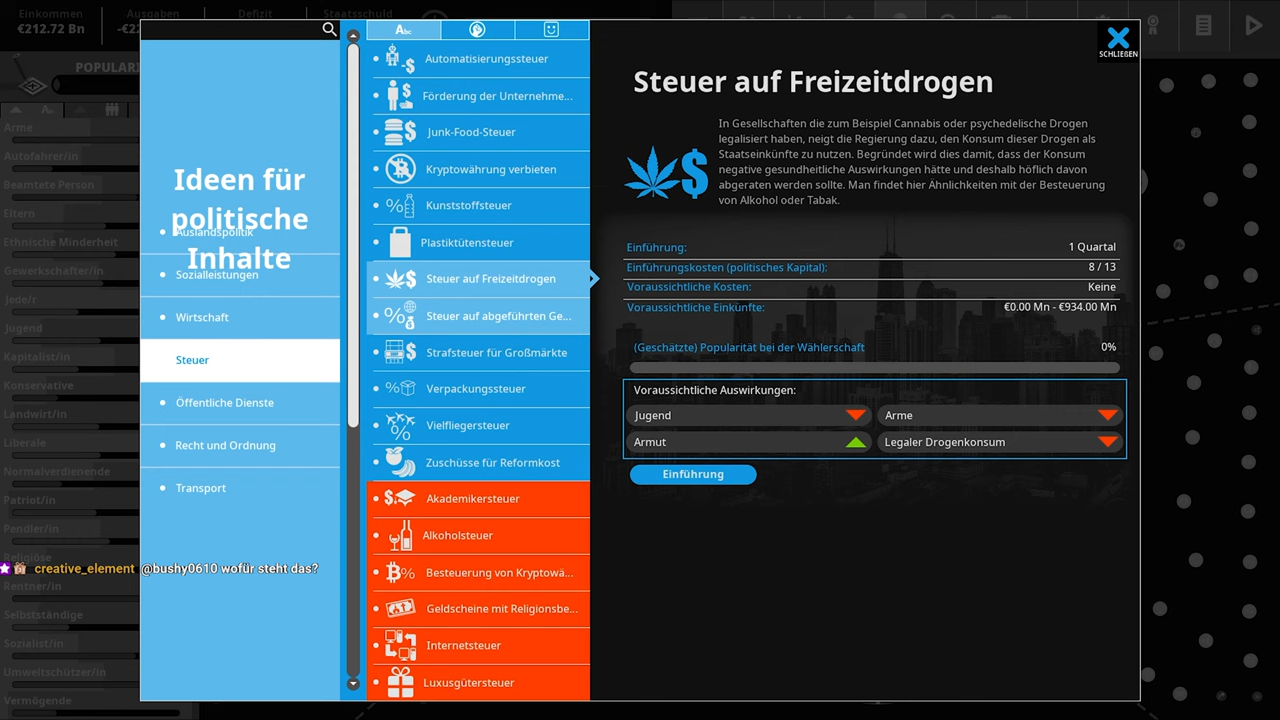 Einkommen
Ausgaben
Defizit
Staatsschuld
€212.72 Bn
SCHLIEßEN
Abc
Ideen für
politische
Inhalte
Auslandspolitik
Sozialleistungen
Wirtschaft
Steuer
Öffentliche Dienste
Recht und Ordnung
Transport
Automatisierungssteuer
Förderung der Unternehme...
Junk-Food-Steuer
Kryptowährung verbieten
Kunststoffsteuer
Plastiktütensteuer
Steuer auf Freizeitdrogen
Steuer auf abgeführten Ge...
Strafsteuer für Großmärkte
Verpackungssteuer
Vielfliegersteuer
Zuschüsse für Reformkost
Akademikersteuer
Alkoholsteuer
Besteuerung von Kryptowä...
Geldscheine mit Religionsbe...
Internetsteuer
Luxusgütersteuer
Steuer auf Freizeitdrogen
In Gesellschaften die zum Beispiel Cannabis oder psychedelische Drogen
legalisiert haben, neigt die Regierung dazu, den Konsum dieser Drogen als
Staatseinkünfte zu nutzen. Begründet wird dies damit, dass der Konsum
negative gesundheitliche Auswirkungen hätte und deshalb höflich davon
abgeraten werden sollte. Man findet hier Ähnlichkeiten mit der Besteuerung
von Alkohol oder Tabak.
Einführung: 1 Quartal
Einführungskosten (politisches Kapital): 8 / 13
Voraussichtliche Kosten: Keine
Voraussichtliche Einkünfte: €0.00 Mn - €934.00 Mn
(Geschätzte) Popularität bei der Wählerschaft 0%
Voraussichtliche Auswirkungen:
Jugend Arme
Armut Legaler Drogenkonsum
Einführung
POPULARI
Arme
Autofahrer/in
Beamtete Person
Eltern
Ethnische Minderheit
Gewerkschafter/in
Jede/r
Jugend
Kapitalist/in
Konservative
Landwirt/in
Liberale
Normalverdienende
Patriot/in
Pendler/in
Religiöse
creative_element @bushy0610 wofür steht das?
Rentner/in
Selbstständige
Sozialist/in
Umweltschützer/in
Vermögende